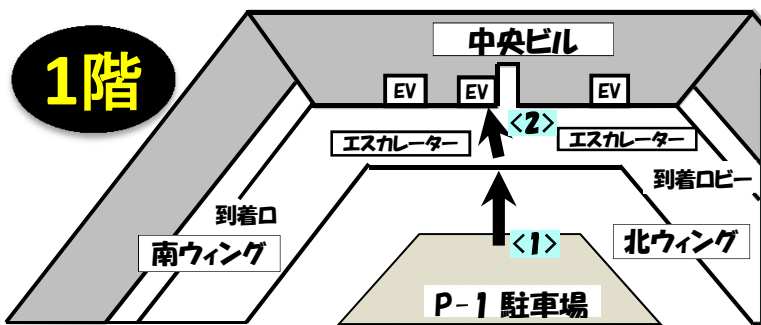 1階
中央ビル
EV
EV
EV
<2>
エスカレーター
エスカレーター
到着ロビー
到着口
南ウィング
<1>
北ウィング
P-1 駐車場